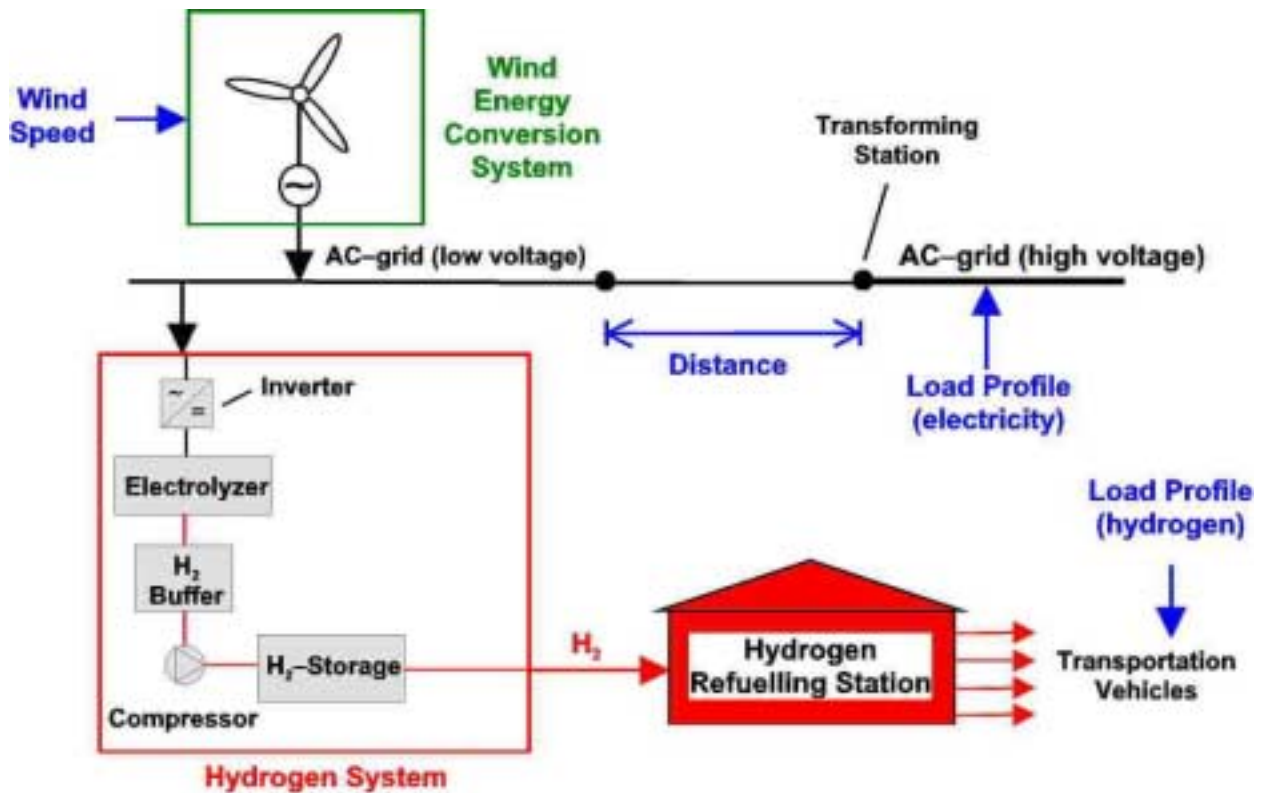 Wind
Speed
Wind
Energy
Conversion
System
~
Transforming
Station
AC–grid (low voltage)
AC–grid (high voltage)
Distance
Load Profile
(electricity)
~
=
Inverter
Electrolyzer
H₂
Buffer
Compressor
H₂–Storage
Hydrogen System
H₂
Hydrogen
Refuelling Station
Load Profile
(hydrogen)
Transportation
Vehicles